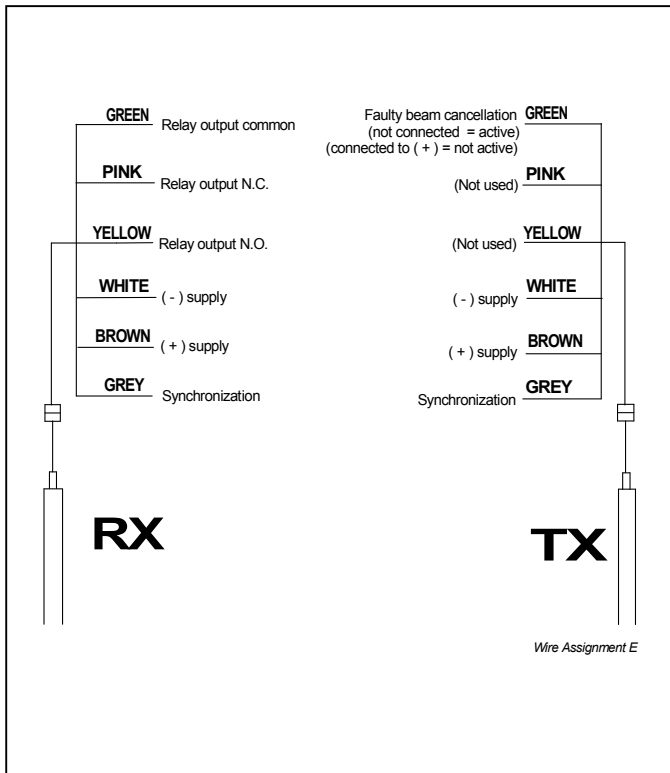 GREEN Relay output common
PINK Relay output N.C.
YELLOW Relay output N.O.
WHITE ( - ) supply
BROWN ( + ) supply
GREY Synchronization
RX
Faulty beam cancellation GREEN
(not connected = active)
(connected to ( + ) = not active)
(Not used) PINK
(Not used) YELLOW
( - ) supply WHITE
( + ) supply BROWN
Synchronization GREY
TX
Wire Assignment E